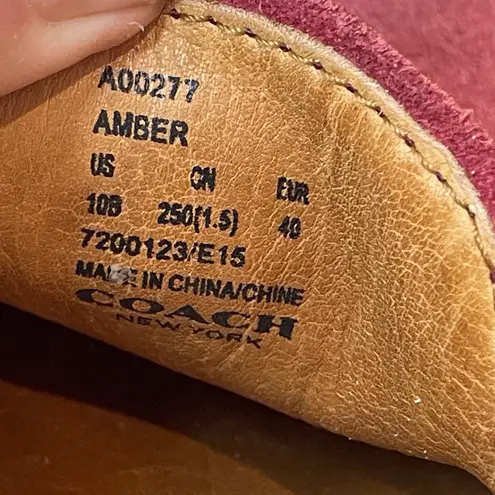 A00277
AMBER
US CN EUR
10B 250(1.5) 40
7200123/E15
MADE IN CHINA/CHINE
COACH
NEW YORK